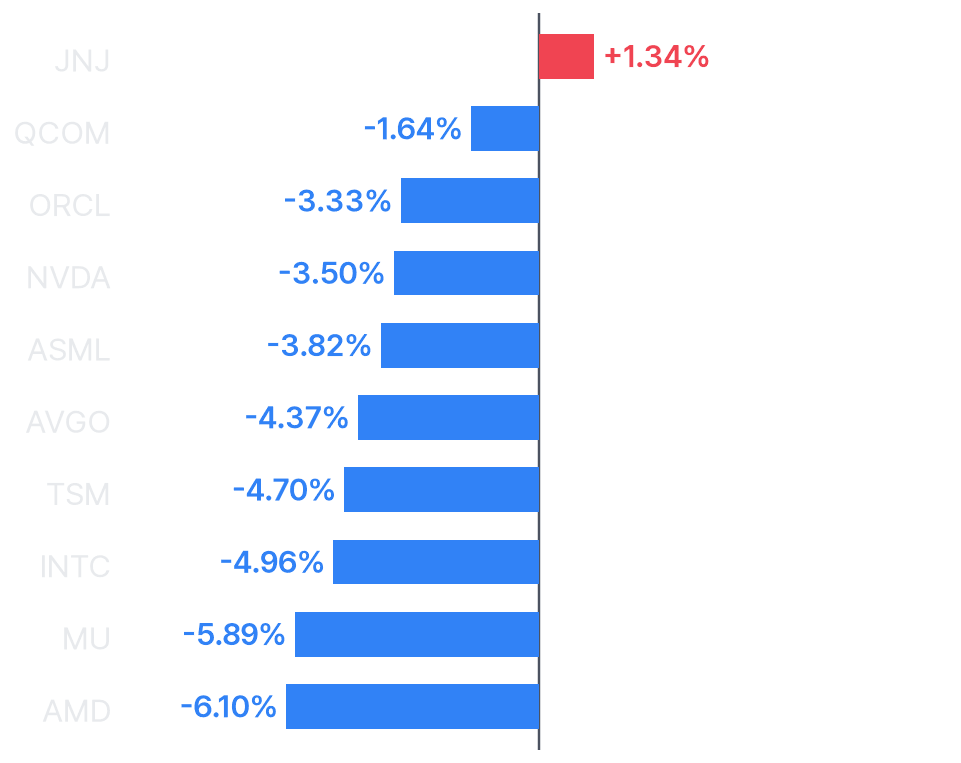 JNJ +1.34%
QCOM -1.64%
ORCL -3.33%
NVDA -3.50%
ASML -3.82%
AVGO -4.37%
TSM -4.70%
INTC -4.96%
MU -5.89%
AMD -6.10%